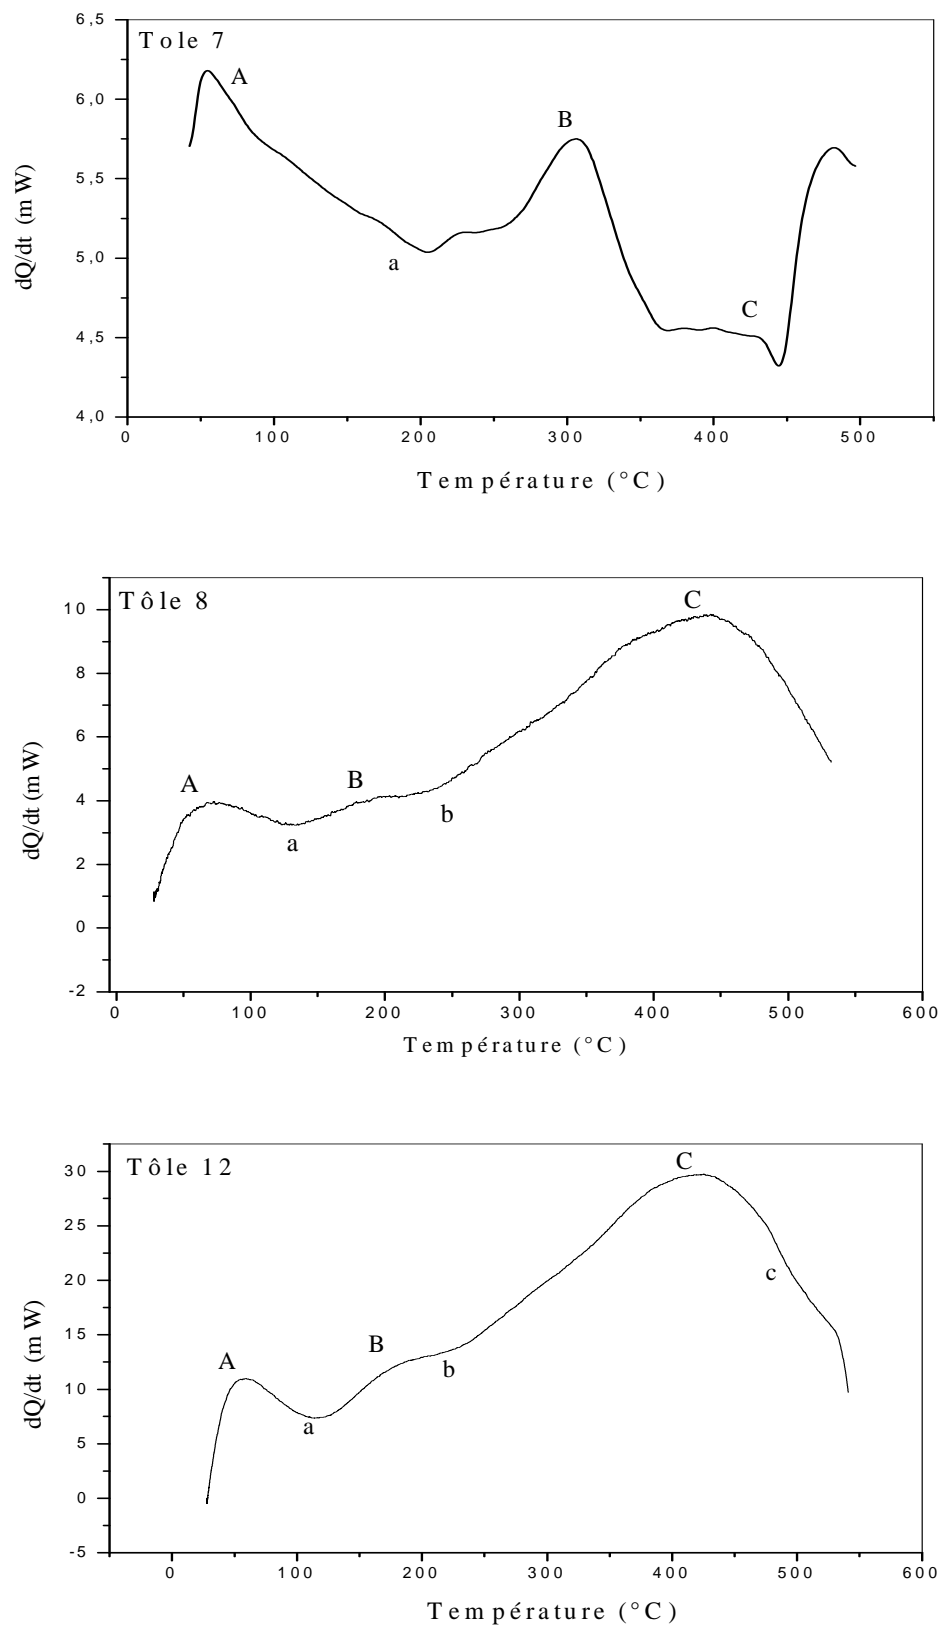 Tole 7
6,5
6,0
5,5
5,0
4,5
4,0
dQ/dt (mW)
A
B
a
C
0 100 200 300 400 500
Température (°C)
Tôle 8
10
8
6
4
2
0
-2
dQ/dt (mW)
C
A
B
b
a
0 100 200 300 400 500 600
Température (°C)
Tôle 12
30
25
20
15
10
5
0
-5
dQ/dt (mW)
C
c
B
A
b
a
0 100 200 300 400 500 600
Température (°C)